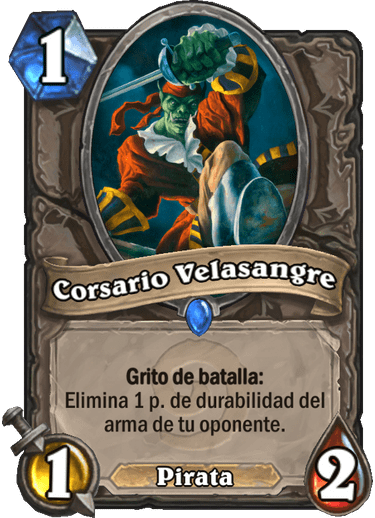 1
Corsario Velasangre
Grito de batalla:
Elimina 1 p. de durabilidad del
arma de tu oponente.
1
Pirata
2